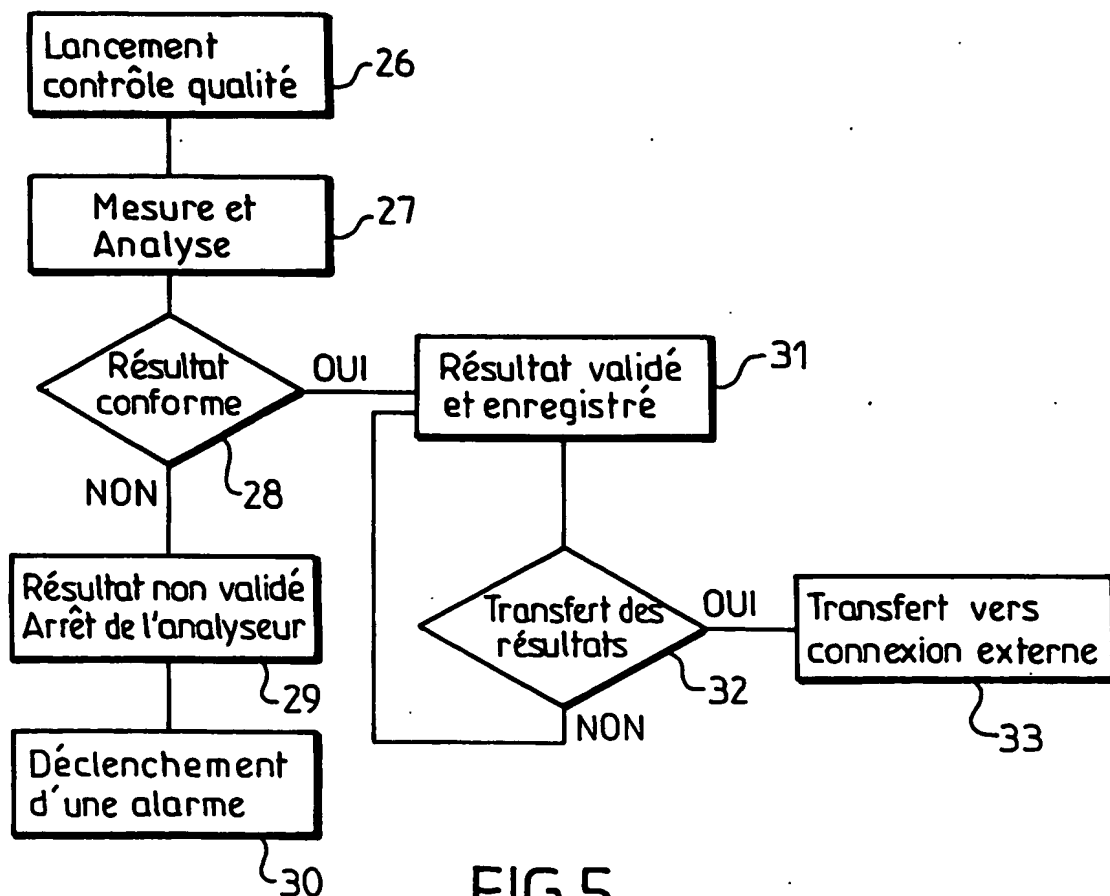 Lancement
contrôle qualité
26
Mesure et
Analyse
27
Résultat
conforme
28
OUI
NON
Résultat validé
et enregistré
31
Résultat non validé
Arrêt de l'analyseur
29
Transfert des
résultats
32
OUI
NON
Transfert vers
connexion externe
33
Déclenchement
d'une alarme
30
FIG.5